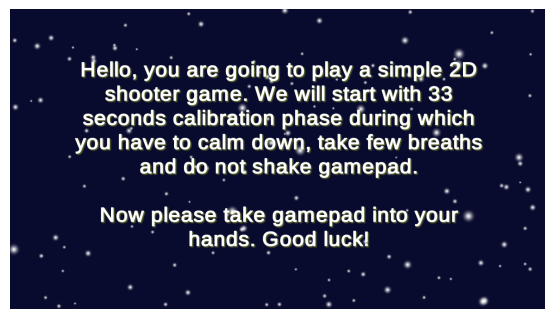 Hello, you are going to play a simple 2D
shooter game. We will start with 33
seconds calibration phase during which
you have to calm down, take few breaths
and do not shake gamepad.
Now please take gamepad into your
hands. Good luck!